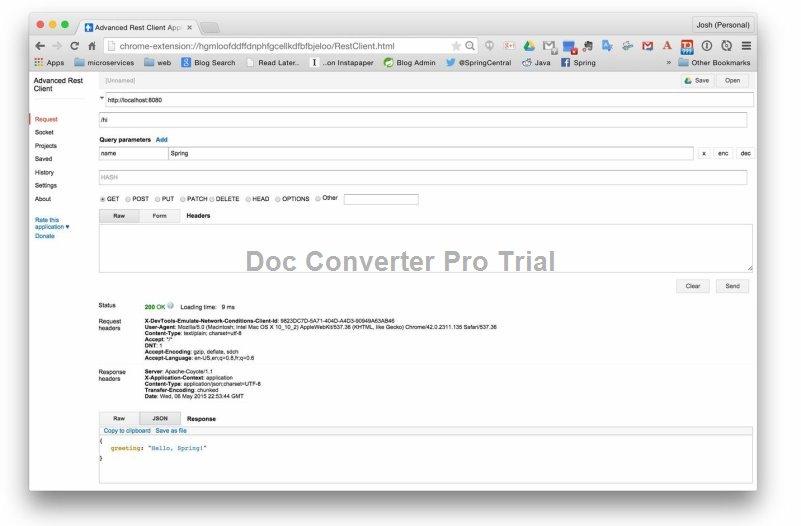 Advanced Rest Client Appli
Josh (Personal)
chrome-extension://hgmloofddffdnphfgcellkdfbfbjeloo/RestClient.html
Apps microservices web Blog Search Read Later.. ..on Instapaper Blog Admin @SpringCentral Java Spring » Other Bookmarks
Advanced Rest
Client
[Unnamed]
Save Open
http://localhost:8080
Request
/hi
Socket
Query parameters Add
Projects
name Spring x enc dec
Saved
History
HASH
Settings
About
GET POST PUT PATCH DELETE HEAD OPTIONS Other
Rate this
application ♥
Donate
Raw Form Headers
Doc Converter Pro Trial
Clear Send
Status 200 OK Loading time: 9 ms
Request
headers
X-DevTools-Emulate-Network-Conditions-Client-Id: 9823DC7D-5A71-404D-A4D3-90949A63AB46
User-Agent: Mozilla/5.0 (Macintosh; Intel Mac OS X 10_10_2) AppleWebKit/537.36 (KHTML, like Gecko) Chrome/42.0.2311.135 Safari/537.36
Content-Type: text/plain; charset=utf-8
Accept: */*
DNT: 1
Accept-Encoding: gzip, deflate, sdch
Accept-Language: en-US,en;q=0.8,fr;q=0.6
Response
headers
Server: Apache-Coyote/1.1
X-Application-Context: application
Content-Type: application/json;charset=UTF-8
Transfer-Encoding: chunked
Date: Wed, 06 May 2015 22:53:44 GMT
Raw JSON Response
Copy to clipboard Save as file
{
greeting: "Hello, Spring!"
}